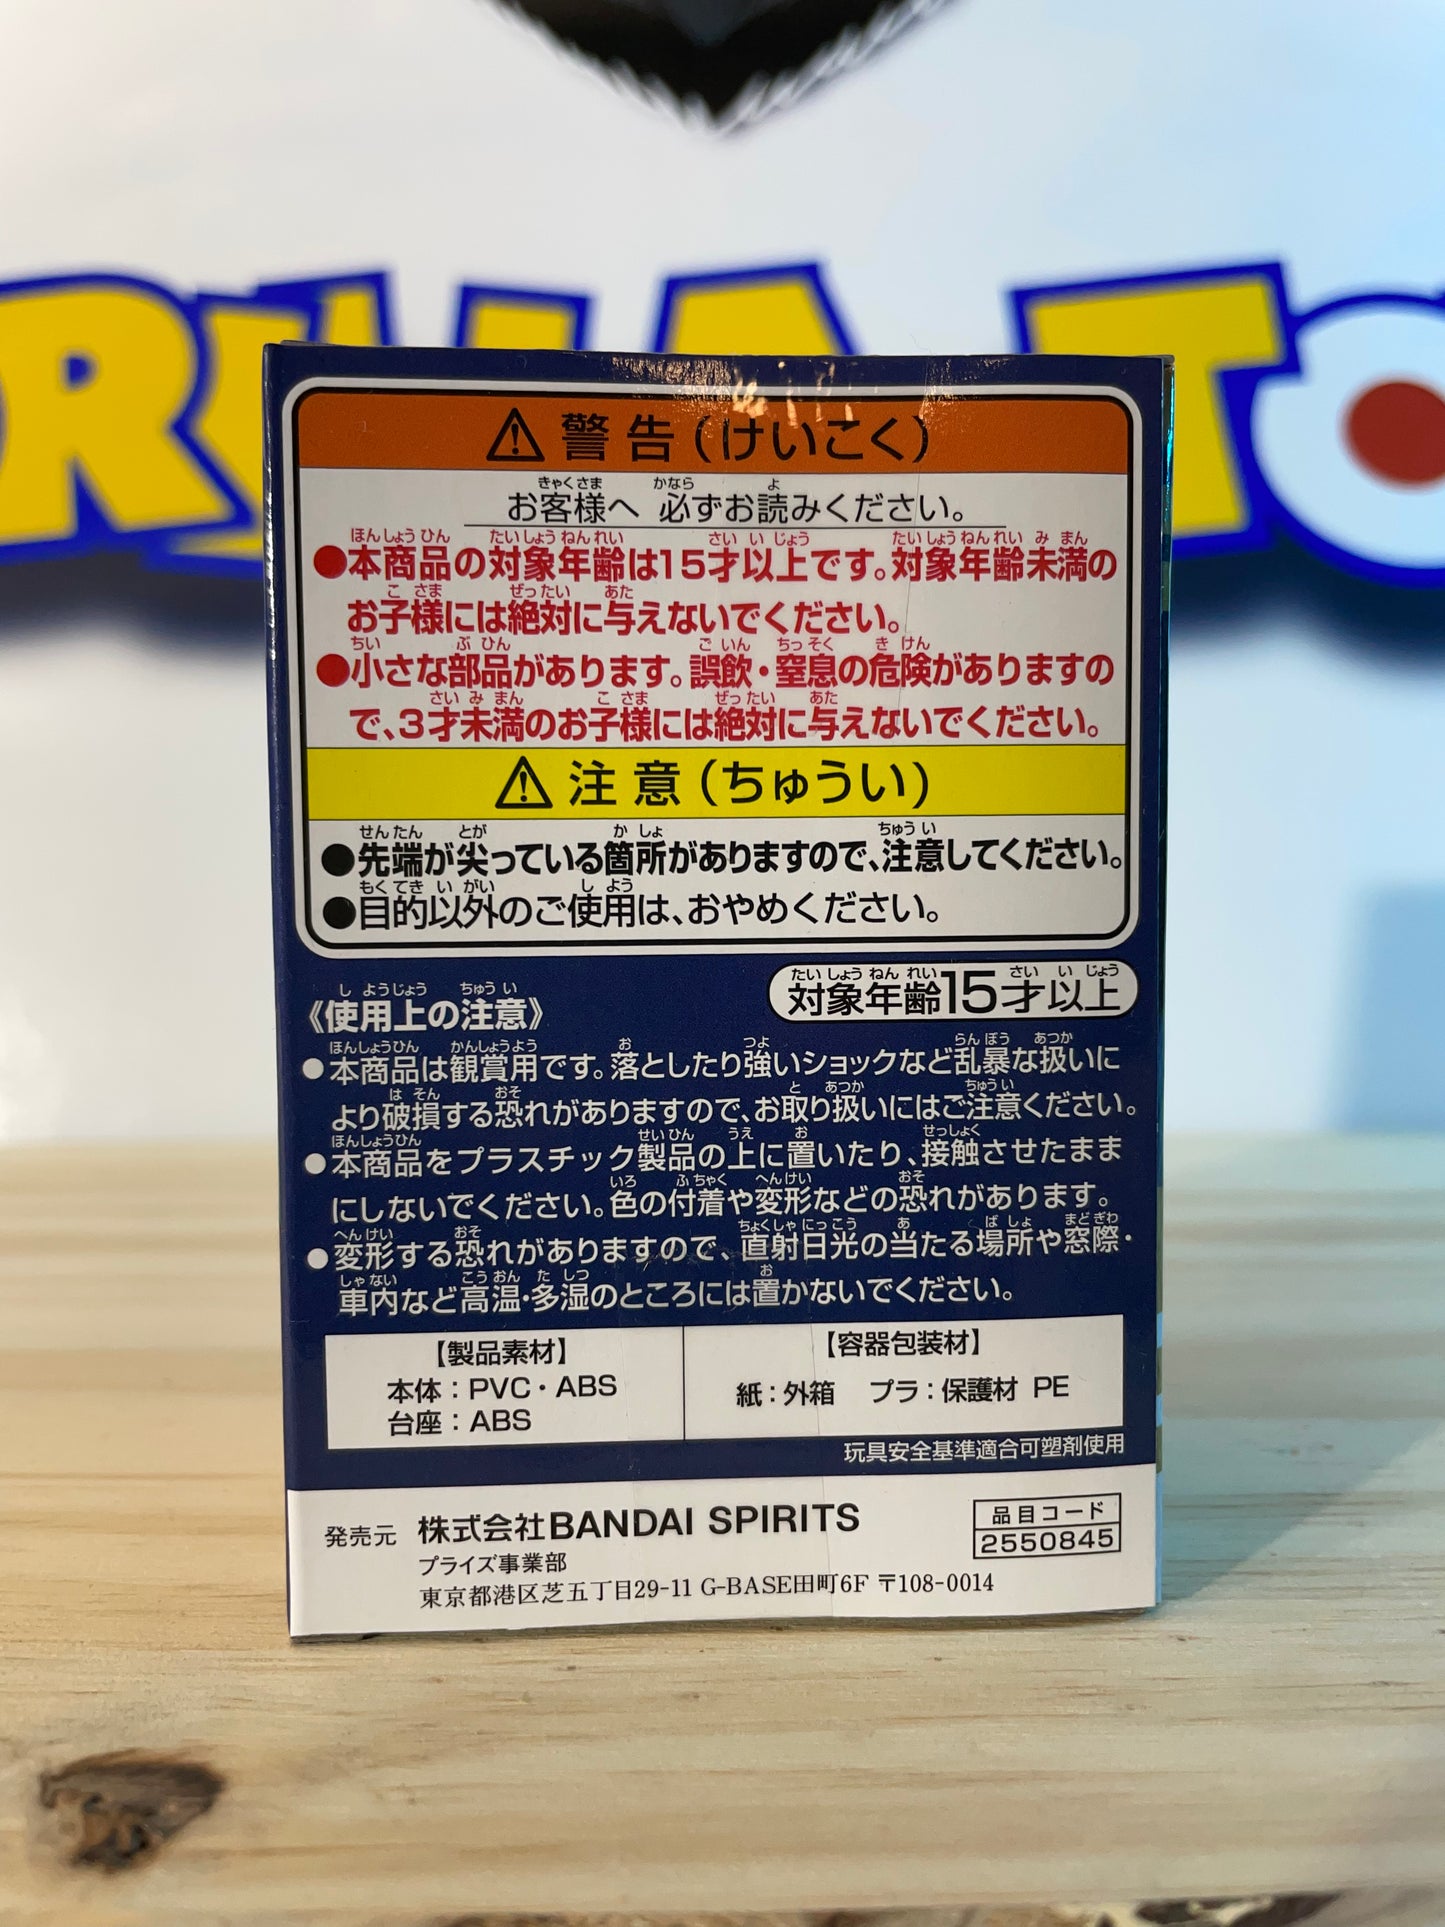 警告（けいこく）
お客様へ 必ずお読みください。
●本商品の対象年齢は15才以上です。対象年齢未満の
お子様には絶対に与えないでください。
●小さな部品があります。誤飲・窒息の危険がありますの
で、3才未満のお子様には絶対に与えないでください。
注意（ちゅうい）
●先端が尖っている箇所がありますので、注意してください。
●目的以外のご使用は、おやめください。
対象年齢15才以上
《使用上の注意》
●本商品は観賞用です。落としたり強いショックなど乱暴な扱いに
より破損する恐れがありますので、お取り扱いにはご注意ください。
●本商品をプラスチック製品の上に置いたり、接触させたまま
にしないでください。色の付着や変形などの恐れがあります。
●変形する恐れがありますので、直射日光の当たる場所や窓際・
車内など高温・多湿のところには置かないでください。
【製品素材】
本体：PVC・ABS
台座：ABS
【容器包装材】
紙：外箱 プラ：保護材 PE
玩具安全基準適合可塑剤使用
発売元 株式会社BANDAI SPIRITS
プライズ事業部
東京都港区芝五丁目29-11 G-BASE田町6F 〒108-0014
品目コード
2550845